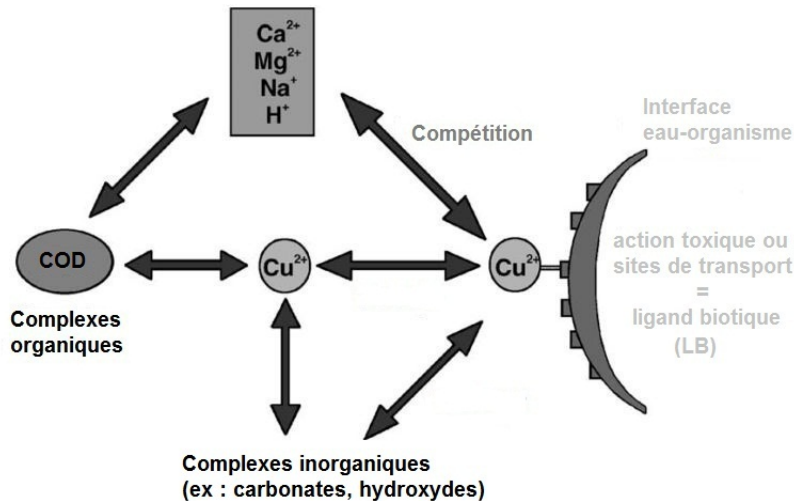 Ca²⁺
Mg²⁺
Na⁺
H⁺
Compétition
Interface
eau-organisme
COD
Cu²⁺
Cu²⁺
action toxique ou
sites de transport
=
ligand biotique
(LB)
Complexes
organiques
Complexes inorganiques
(ex : carbonates, hydroxydes)